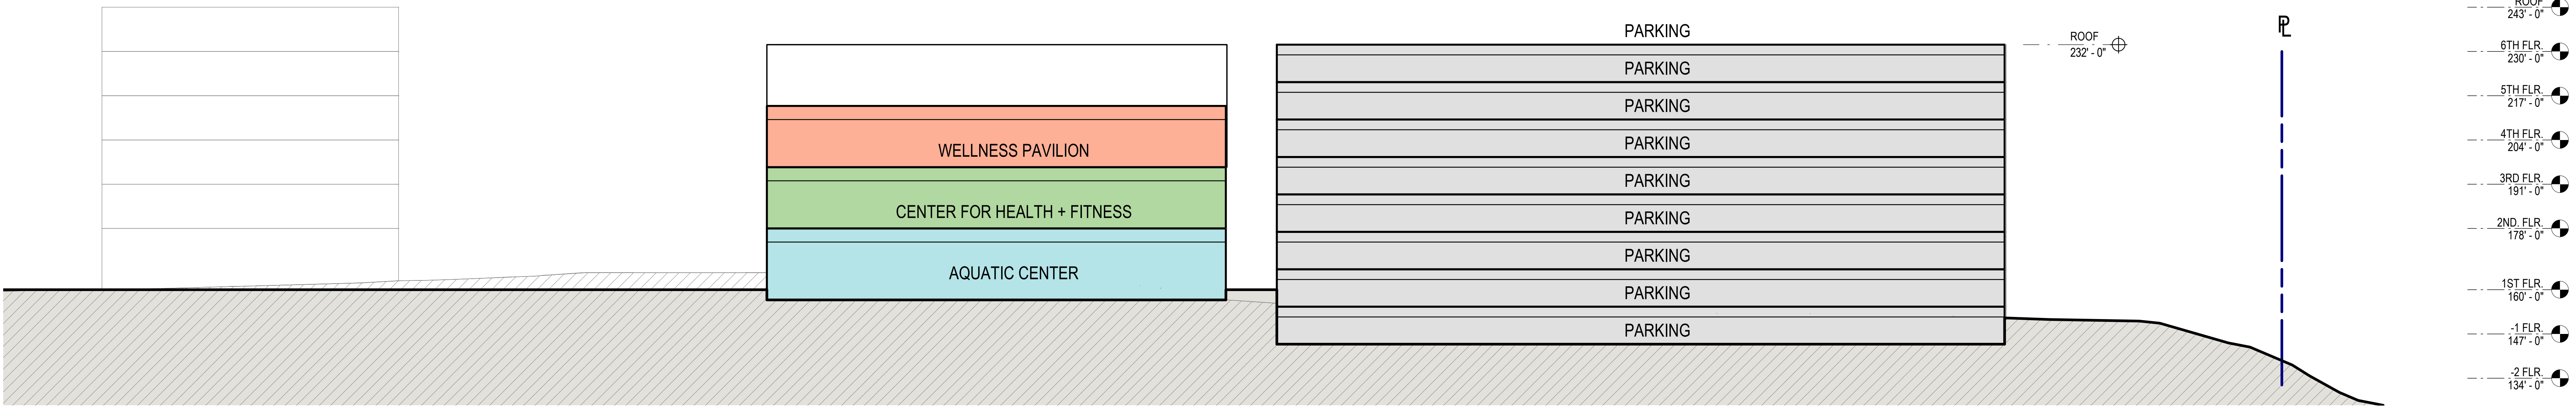 ROOF
243' - 0"
PARKING
ROOF
232' - 0"
PL
6TH FLR.
230' - 0"
PARKING
5TH FLR.
217' - 0"
PARKING
4TH FLR.
204' - 0"
WELLNESS PAVILION
PARKING
3RD FLR.
191' - 0"
PARKING
CENTER FOR HEALTH + FITNESS
PARKING
2ND. FLR.
178' - 0"
PARKING
AQUATIC CENTER
PARKING
1ST FLR.
160' - 0"
PARKING
-1 FLR.
147' - 0"
-2 FLR.
134' - 0"